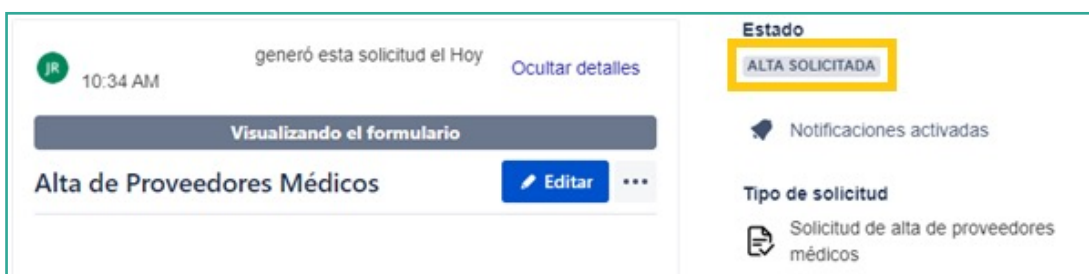 JR
generó esta solicitud el Hoy
10:34 AM
Ocultar detalles
Visualizando el formulario
Alta de Proveedores Médicos
Editar
Estado
ALTA SOLICITADA
Notificaciones activadas
Tipo de solicitud
Solicitud de alta de proveedores
médicos